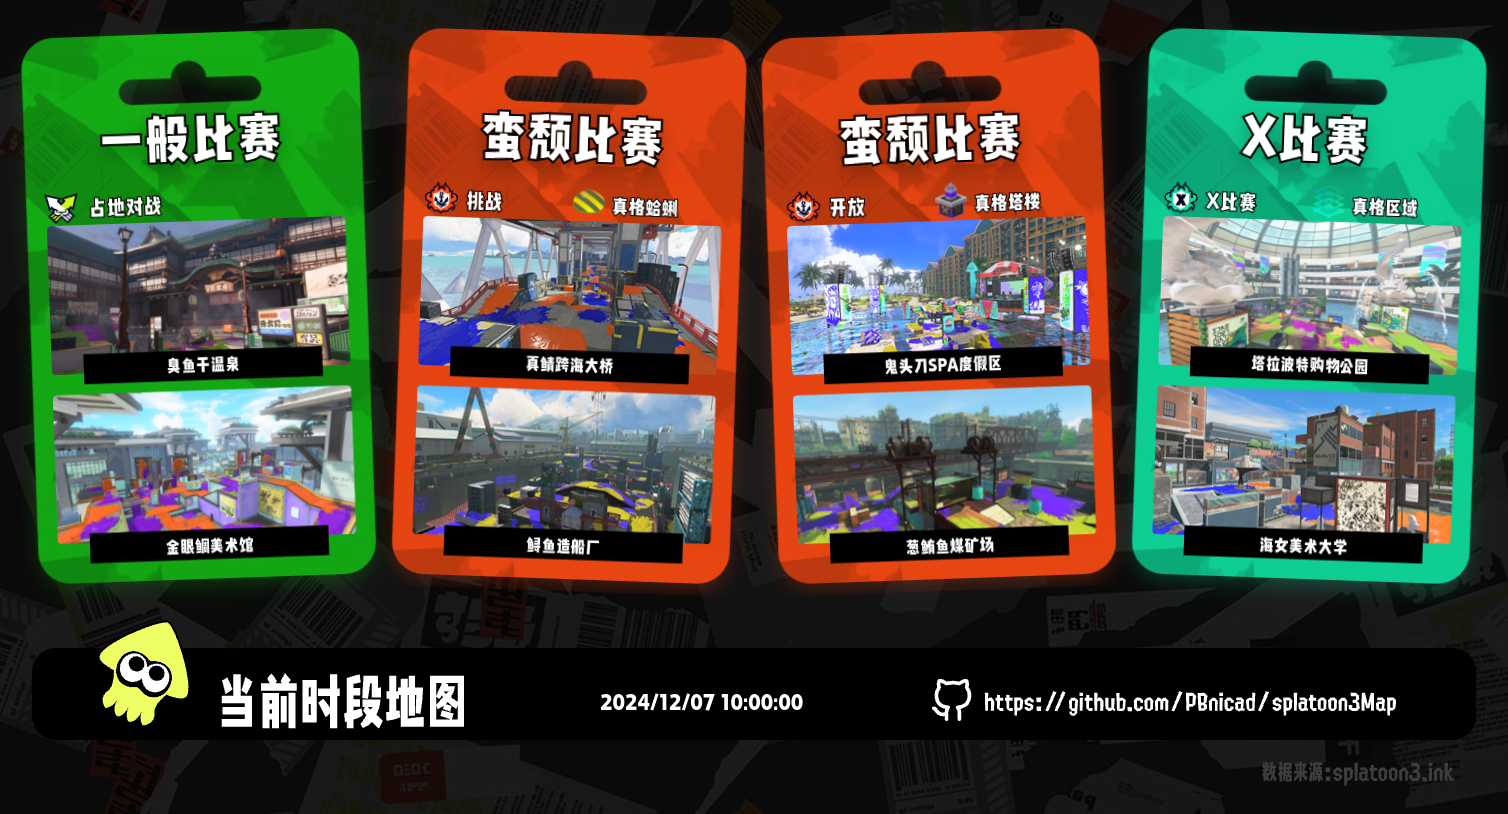 一般比赛
占地对战
臭鱼干温泉
金眼鲷美术馆
蛮颓比赛
挑战
真格蛤蜊
真鲭跨海大桥
鲟鱼造船厂
蛮颓比赛
开放
真格塔楼
鬼头刀SPA度假区
葱鲔鱼煤矿场
X比赛
X比赛
真格区域
塔拉波特购物公园
海女美术大学
当前时段地图
2024/12/07 10:00:00
https://github.com/PBnicad/splatoon3Map
数据来源:splatoon3.ink